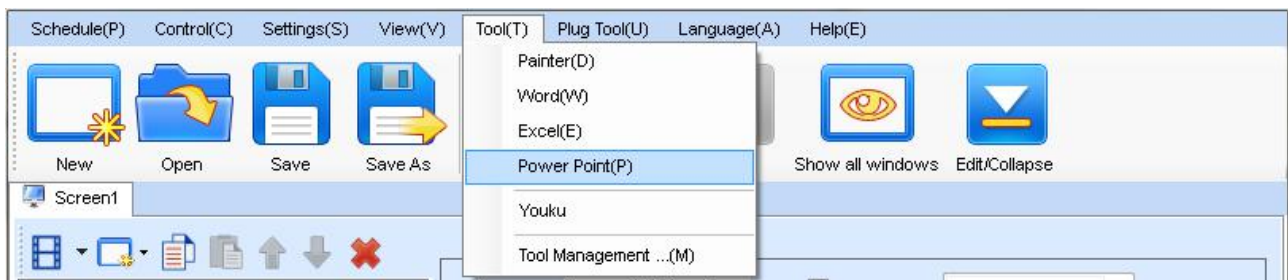 Schedule(P) Control(C) Settings(S) View(V) Tool(T) Plug Tool(U) Language(A) Help(E)
Painter(D)
Word(W)
Excel(E)
Power Point(P)
Youku
Tool Management ...(M)
New Open Save Save As Show all windows Edit/Collapse
Screen1